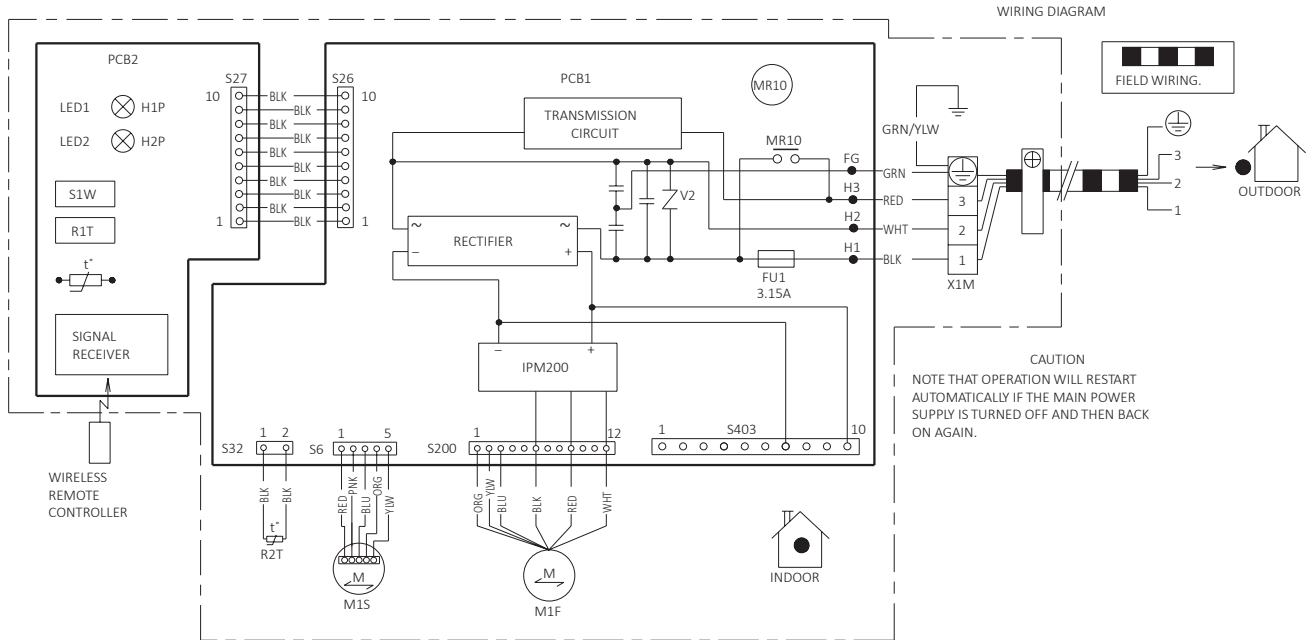 WIRING DIAGRAM
FIELD WIRING.
PCB2
LED1 H1P
LED2 H2P
S1W
R1T
t°
SIGNAL
RECEIVER
WIRELESS
REMOTE
CONTROLLER
S27
10
1
BLK
BLK
BLK
BLK
BLK
BLK
BLK
BLK
BLK
BLK
S26
10
1
PCB1
MR10
TRANSMISSION
CIRCUIT
MR10
V2
~ ~
RECTIFIER
– +
FU1
3.15A
FG
H3
H2
H1
GRN/YLW
GRN
RED
WHT
BLK
3
2
1
X1M
3
2
1
OUTDOOR
– +
IPM200
S32
1 2
BLK
BLK
t°
R2T
S6
1 5
RED
PNK
BLU
ORG
YLW
M
M1S
S200
1 12
ORG
YLW
BLU
BLK
RED
WHT
M
M1F
1 S403 10
INDOOR
CAUTION
NOTE THAT OPERATION WILL RESTART
AUTOMATICALLY IF THE MAIN POWER
SUPPLY IS TURNED OFF AND THEN BACK
ON AGAIN.